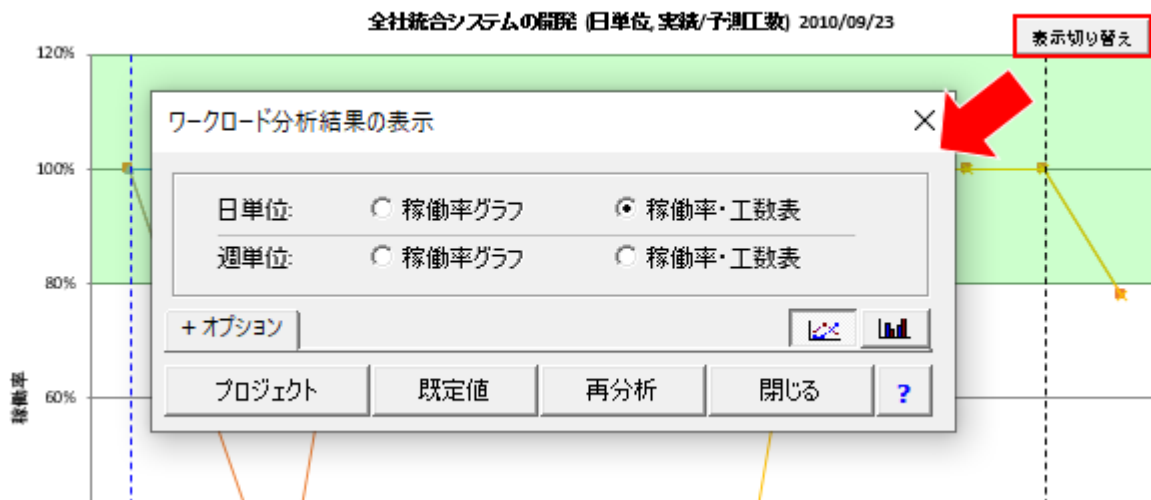 全社統合システムの開発 (日単位, 実績/予測工数) 2010/09/23
表示切り替え
120%
ワークロード分析結果の表示
100%
日単位: 稼働率グラフ 稼働率・工数表
週単位: 稼働率グラフ 稼働率・工数表
80%
+ オプション
プロジェクト 既定値 再分析 閉じる ?
稼働率
60%